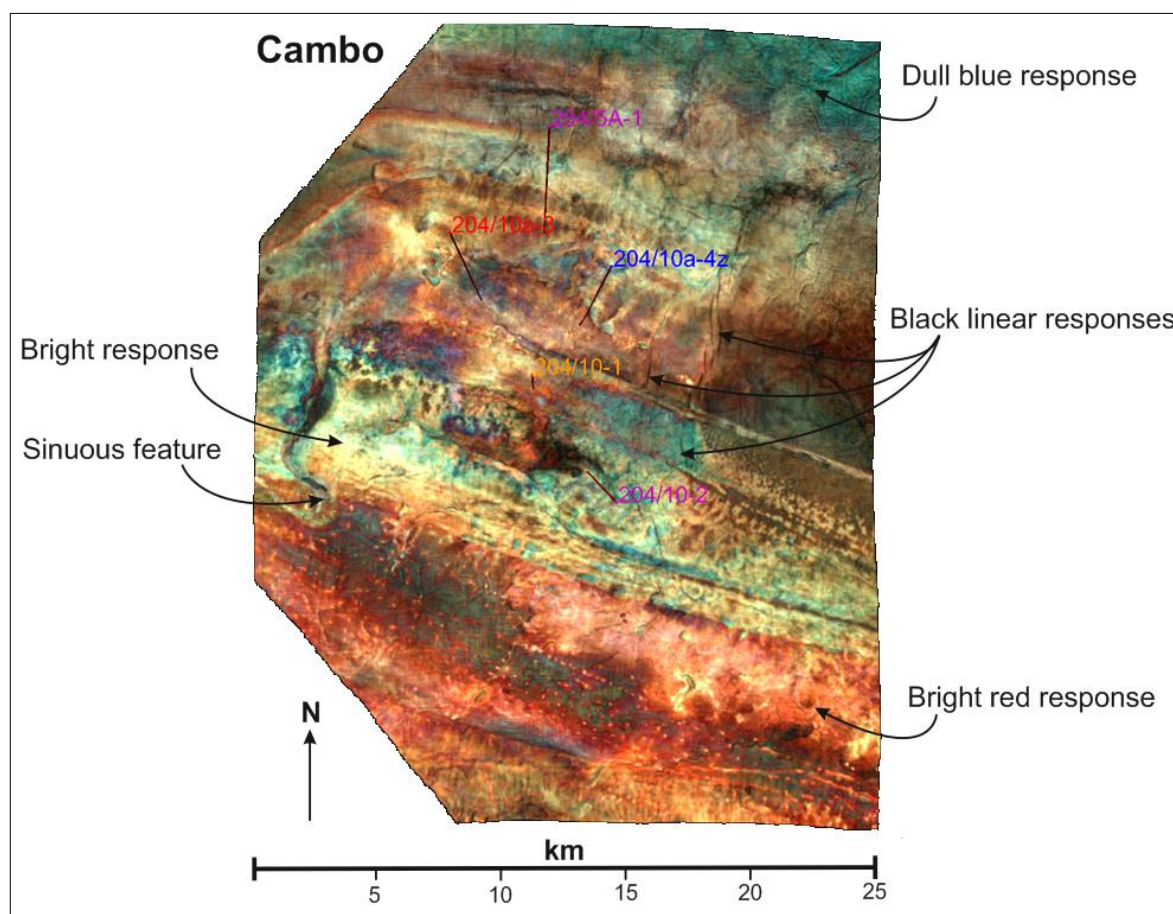 Cambo
Dull blue response
204/5A-1
204/10a-3
204/10a-4z
Black linear responses
Bright response
204/10-1
Sinuous feature
204/10-2
Bright red response
N
km
5
10
15
20
25